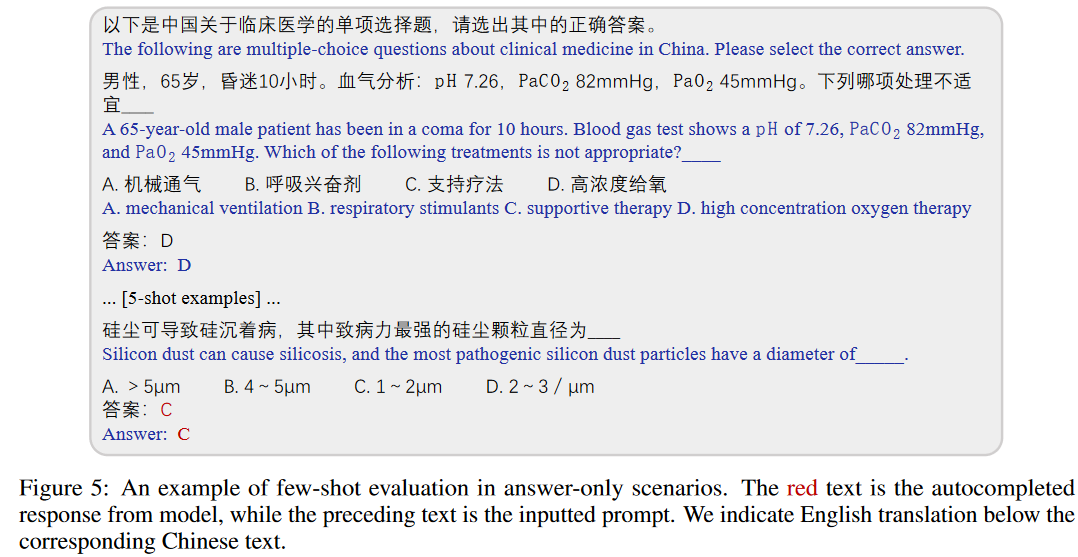 以下是中国关于临床医学的单项选择题，请选出其中的正确答案。
The following are multiple-choice questions about clinical medicine in China. Please select the correct answer.
男性，65岁，昏迷10小时。血气分析：pH 7.26，PaCO₂ 82mmHg，PaO₂ 45mmHg。下列哪项处理不适
宜____
A 65-year-old male patient has been in a coma for 10 hours. Blood gas test shows a pH of 7.26, PaCO₂ 82mmHg,
and PaO₂ 45mmHg. Which of the following treatments is not appropriate?_____
A. 机械通气 B. 呼吸兴奋剂 C. 支持疗法 D. 高浓度给氧
A. mechanical ventilation B. respiratory stimulants C. supportive therapy D. high concentration oxygen therapy
答案：D
Answer: D
... [5-shot examples] ...
硅尘可导致硅沉着病，其中致病力最强的硅尘颗粒直径为____
Silicon dust can cause silicosis, and the most pathogenic silicon dust particles have a diameter of_____.
A. > 5μm B. 4 ~ 5μm C. 1 ~ 2μm D. 2 ~ 3 / μm
答案：C
Answer: C
Figure 5: An example of few-shot evaluation in answer-only scenarios. The red text is the autocompleted
response from model, while the preceding text is the inputted prompt. We indicate English translation below the
corresponding Chinese text.